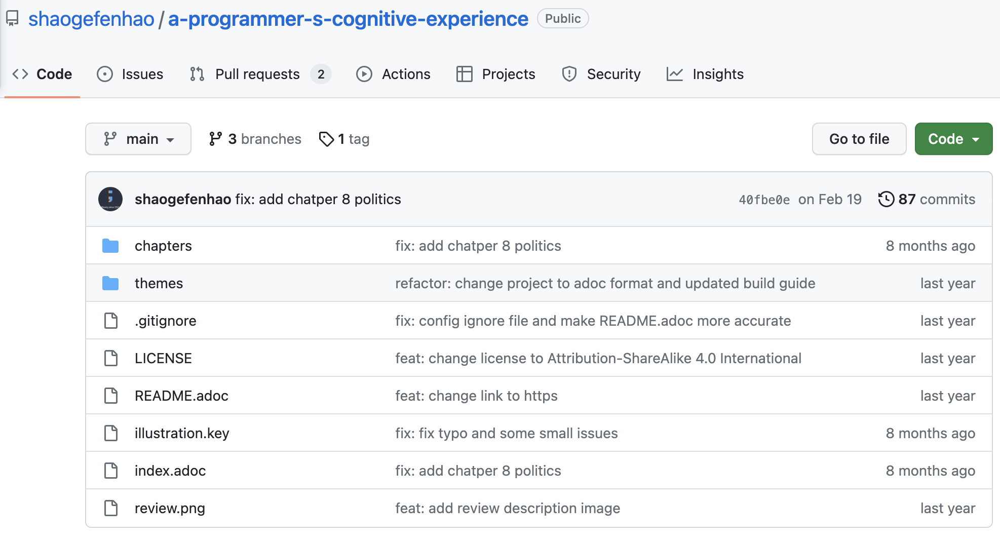 shaogefenhao / a-programmer-s-cognitive-experience Public
Code Issues Pull requests 2 Actions Projects Security Insights
main 3 branches 1 tag Go to file Code
shaogefenhao fix: add chatper 8 politics 40fbe0e on Feb 19 87 commits
chapters fix: add chatper 8 politics 8 months ago
themes refactor: change project to adoc format and updated build guide last year
.gitignore fix: config ignore file and make README.adoc more accurate last year
LICENSE feat: change license to Attribution-ShareAlike 4.0 International last year
README.adoc feat: change link to https last year
illustration.key fix: fix typo and some small issues 8 months ago
index.adoc fix: add chatper 8 politics 8 months ago
review.png feat: add review description image last year